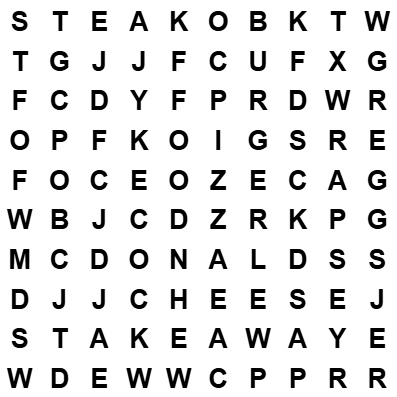 S T E A K O B K T W
T G J J F C U F X G
F C D Y F P R D W R
O P F K O I G S R E
F O C E O Z E C A G
W B J C D Z R K P G
M C D O N A L D S S
D J J C H E E S E J
S T A K E A W A Y E
W D E W W C P P R R